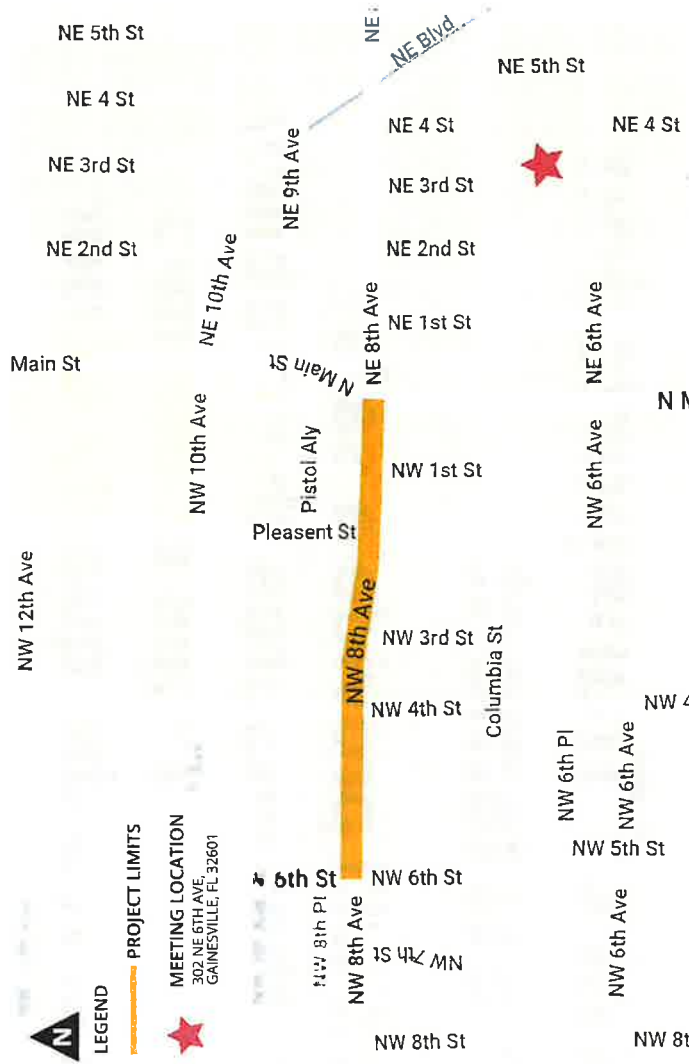 N
LEGEND
PROJECT LIMITS
MEETING LOCATION
302 NE 6TH AVE,
GAINESVILLE, FL 32601
NW 12th Ave
Main St
NE 2nd St
NE 3rd St
NE 4 St
NE 5th St
NW 10th Ave
NE 10th Ave
NW 8th Pl
6th St
Pleasent St
Pistol Aly
N Main St
NE 9th Ave
NW 8th Ave
NW 8th Ave
NE 8th Ave
NE
NE Blvd
NW 8th St
NW 7th St
NW 6th St
NW 4th St
NW 3rd St
NW 1st St
NE 1st St
NE 2nd St
NE 3rd St
NE 4 St
Columbia St
NE 5th St
NW 6th Pl
NW 5th St
NW 6th Ave
NW 6th Ave
NW 6th Ave
NE 6th Ave
NE 4 St
NW 8t
NW 4
N M